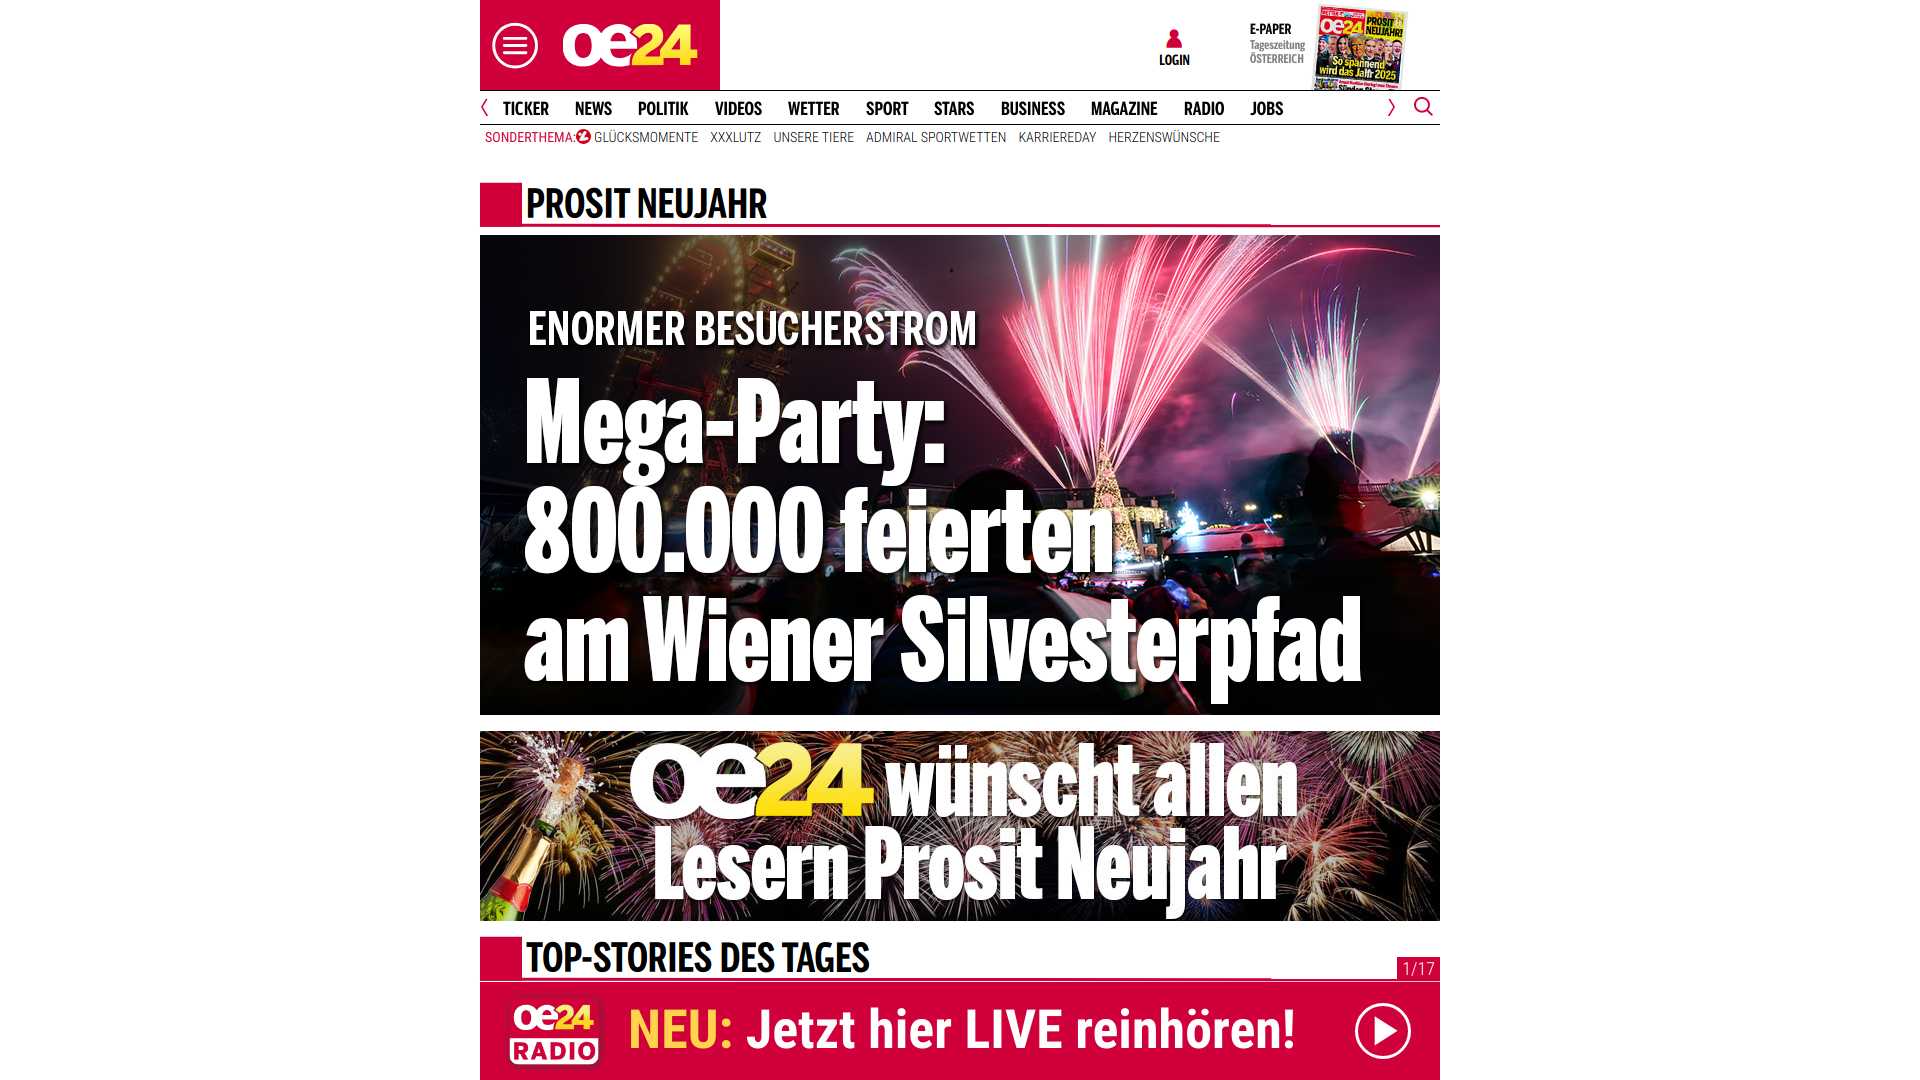 oe24
LOGIN
E-PAPER
Tageszeitung
ÖSTERREICH
oe24
PROSIT
NEUJAHR!
So spannend
wird das Jahr 2025
TICKER NEWS POLITIK VIDEOS WETTER SPORT STARS BUSINESS MAGAZINE RADIO JOBS
SONDERTHEMA: GLÜCKSMOMENTE XXXLUTZ UNSERE TIERE ADMIRAL SPORTWETTEN KARRIEREDAY HERZENSWÜNSCHE
PROSIT NEUJAHR
ENORMER BESUCHERSTROM
Mega-Party:
800.000 feierten
am Wiener Silvesterpfad
oe24 wünscht allen
Lesern Prosit Neujahr
TOP-STORIES DES TAGES
1/17
oe24
RADIO
NEU: Jetzt hier LIVE reinhören!